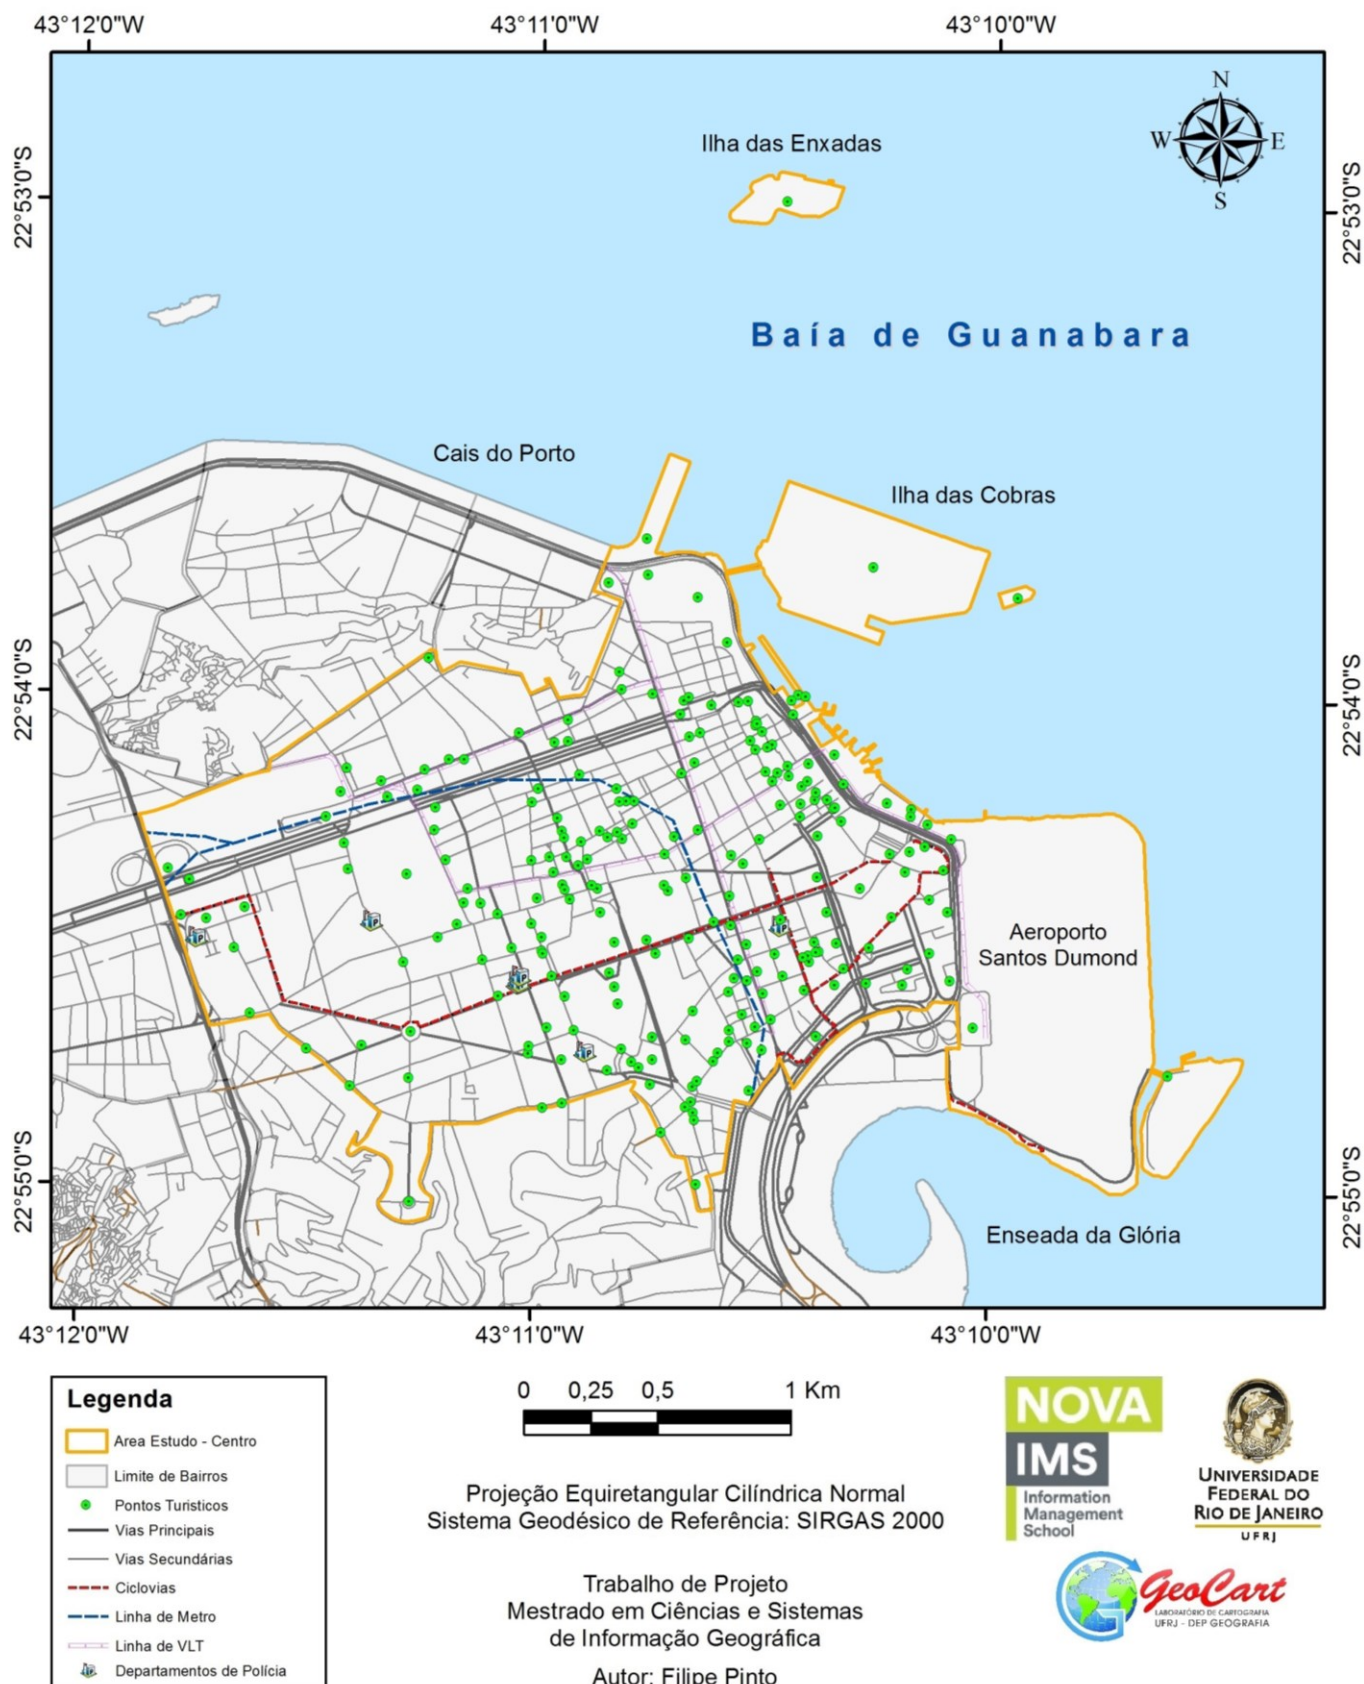 43°12'0"W 43°11'0"W 43°10'0"W
N
W E
S
22°53'0"S
22°53'0"S
Ilha das Enxadas
Baía de Guanabara
Cais do Porto
Ilha das Cobras
22°54'0"S
22°54'0"S
Aeroporto
Santos Dumond
22°55'0"S
22°55'0"S
Enseada da Glória
43°12'0"W 43°11'0"W 43°10'0"W
Legenda
Area Estudo - Centro
Limite de Bairros
Pontos Turisticos
Vias Principais
Vias Secundárias
Ciclovias
Linha de Metro
Linha de VLT
Departamentos de Polícia
0 0,25 0,5 1 Km
Projeção Equiretangular Cilíndrica Normal
Sistema Geodésico de Referência: SIRGAS 2000
Trabalho de Projeto
Mestrado em Ciências e Sistemas
de Informação Geográfica
Autor: Filipe Pinto
NOVA
IMS
Information
Management
School
UNIVERSIDADE
FEDERAL DO
RIO DE JANEIRO
UFRJ
GeoCart
LABORATÓRIO DE CARTOGRAFIA
UFRJ - DEP GEOGRAFIA